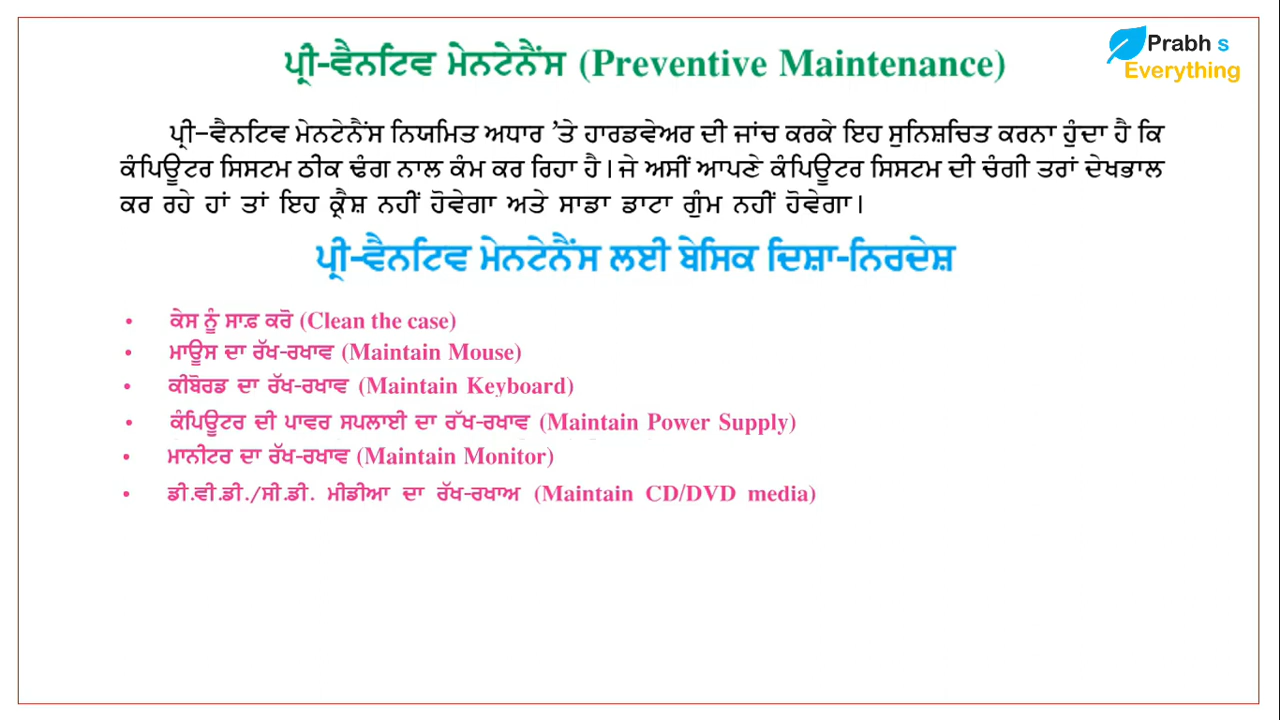 ਪ੍ਰੀ-ਵੈਨਟਿਵ ਮੇਨਟੇਨੈਂਸ (Preventive Maintenance)
Prabh s
Everything
ਪ੍ਰੀ-ਵੈਨਟਿਵ ਮੇਨਟੇਨੈਂਸ ਨਿਯਮਿਤ ਅਧਾਰ 'ਤੇ ਹਾਰਡਵੇਅਰ ਦੀ ਜਾਂਚ ਕਰਕੇ ਇਹ ਸੁਨਿਸ਼ਚਿਤ ਕਰਨਾ ਹੁੰਦਾ ਹੈ ਕਿ
ਕੰਪਿਊਟਰ ਸਿਸਟਮ ਠੀਕ ਢੰਗ ਨਾਲ ਕੰਮ ਕਰ ਰਿਹਾ ਹੈ। ਜੇ ਅਸੀਂ ਆਪਣੇ ਕੰਪਿਊਟਰ ਸਿਸਟਮ ਦੀ ਚੰਗੀ ਤਰਾਂ ਦੇਖਭਾਲ
ਕਰ ਰਹੇ ਹਾਂ ਤਾਂ ਇਹ ਕ੍ਰੈਸ਼ ਨਹੀਂ ਹੋਵੇਗਾ ਅਤੇ ਸਾਡਾ ਡਾਟਾ ਗੁੰਮ ਨਹੀਂ ਹੋਵੇਗਾ।
ਪ੍ਰੀ-ਵੈਨਟਿਵ ਮੇਨਟੇਨੈਂਸ ਲਈ ਬੇਸਿਕ ਦਿਸ਼ਾ-ਨਿਰਦੇਸ਼
• ਕੇਸ ਨੂੰ ਸਾਫ਼ ਕਰੋ (Clean the case)
• ਮਾਊਸ ਦਾ ਰੱਖ-ਰਖਾਵ (Maintain Mouse)
• ਕੀਬੋਰਡ ਦਾ ਰੱਖ-ਰਖਾਵ (Maintain Keyboard)
• ਕੰਪਿਊਟਰ ਦੀ ਪਾਵਰ ਸਪਲਾਈ ਦਾ ਰੱਖ-ਰਖਾਵ (Maintain Power Supply)
• ਮਾਨੀਟਰ ਦਾ ਰੱਖ-ਰਖਾਵ (Maintain Monitor)
• ਡੀ.ਵੀ.ਡੀ./ਸੀ.ਡੀ. ਮੀਡੀਆ ਦਾ ਰੱਖ-ਰਖਾਅ (Maintain CD/DVD media)